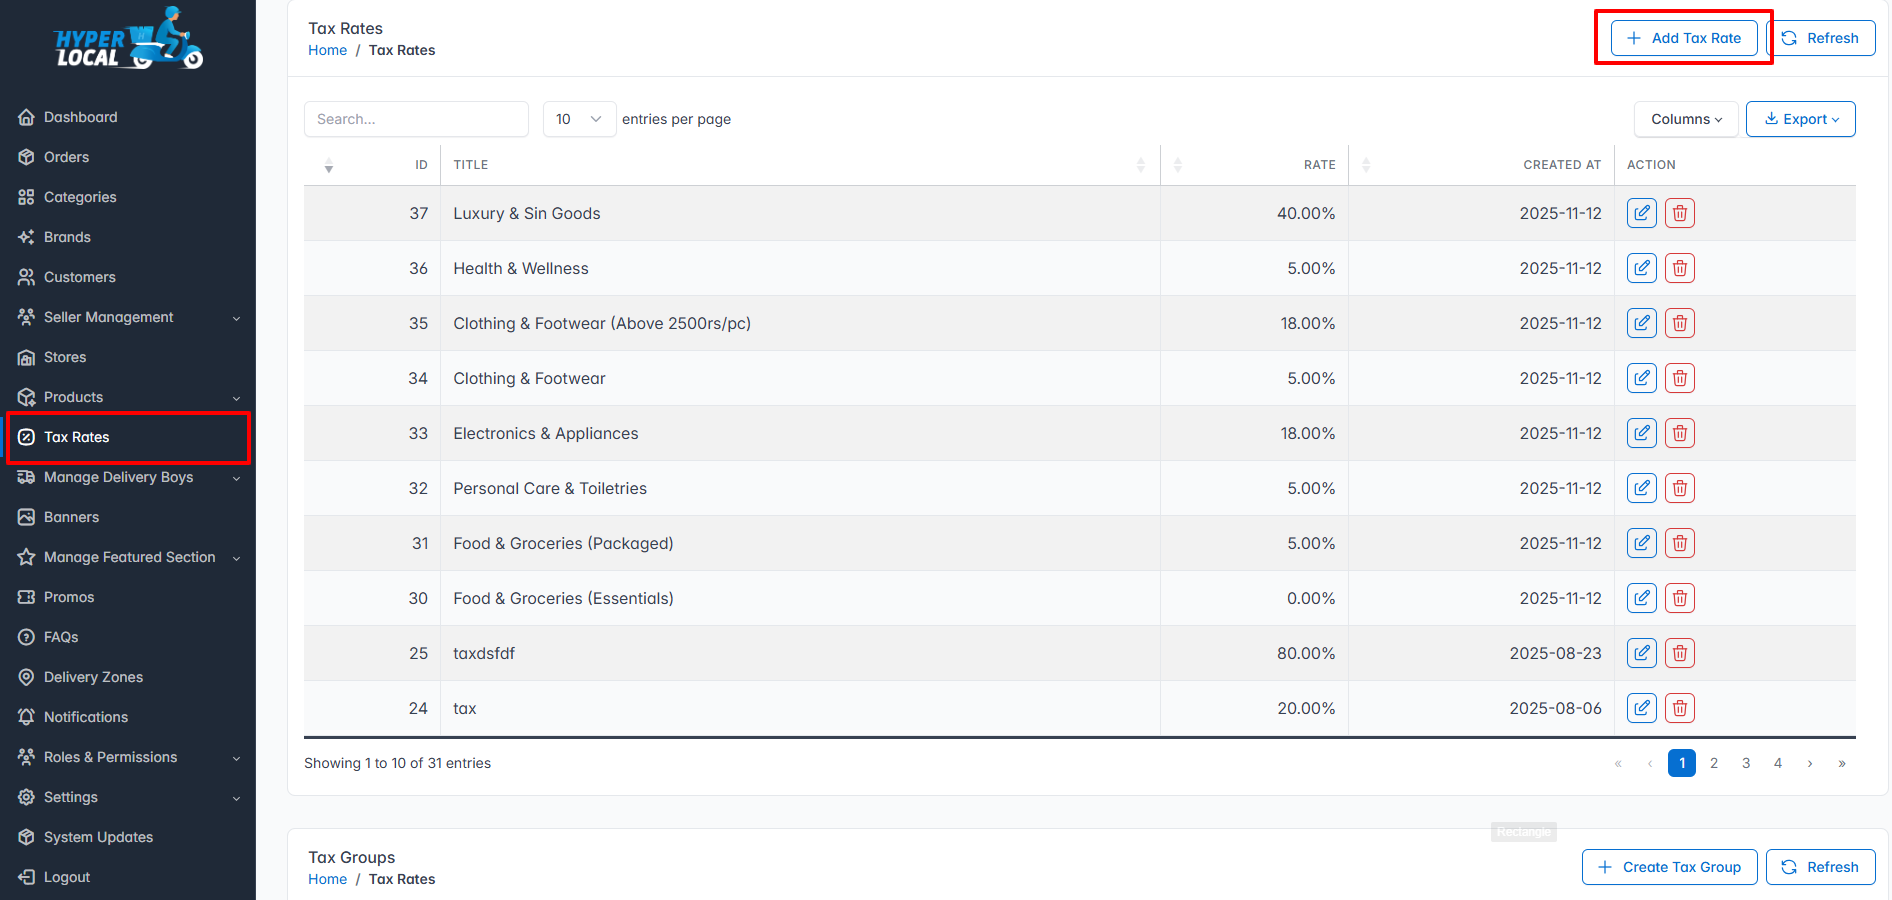 HYPER
LOCAL
Dashboard
Orders
Categories
Brands
Customers
Seller Management
Stores
Products
Tax Rates
Manage Delivery Boys
Banners
Manage Featured Section
Promos
FAQs
Delivery Zones
Notifications
Roles & Permissions
Settings
System Updates
Logout
Tax Rates
Home / Tax Rates
Add Tax Rate Refresh
Search... 10 entries per page Columns Export
ID TITLE RATE CREATED AT ACTION
37 Luxury & Sin Goods 40.00% 2025-11-12
36 Health & Wellness 5.00% 2025-11-12
35 Clothing & Footwear (Above 2500rs/pc) 18.00% 2025-11-12
34 Clothing & Footwear 5.00% 2025-11-12
33 Electronics & Appliances 18.00% 2025-11-12
32 Personal Care & Toiletries 5.00% 2025-11-12
31 Food & Groceries (Packaged) 5.00% 2025-11-12
30 Food & Groceries (Essentials) 0.00% 2025-11-12
25 taxdsfdf 80.00% 2025-08-23
24 tax 20.00% 2025-08-06
Showing 1 to 10 of 31 entries « ‹ 1 2 3 4 › »
Rectangle
Tax Groups
Home / Tax Rates
Create Tax Group Refresh